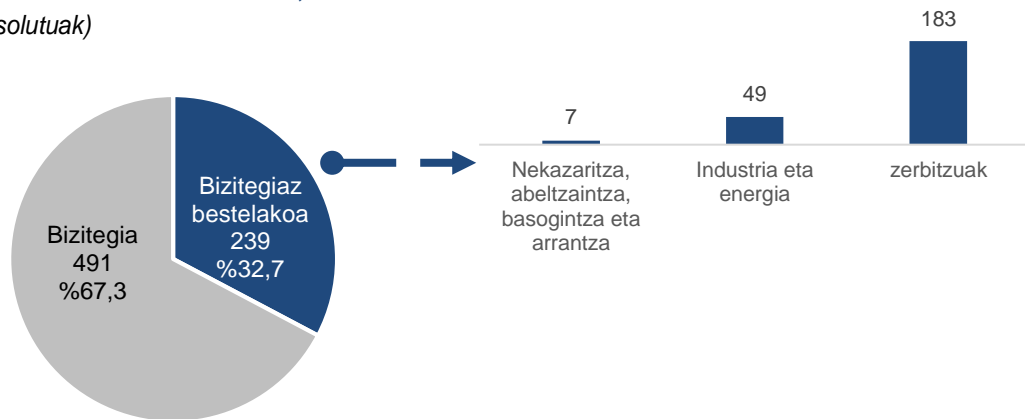 solutuak)
183
49
7
Nekazaritza,
abeltzaintza,
basogintza eta
arrantza
Industria eta
energia
zerbitzuak
Bizitegiaz
bestelakoa
239
%32,7
Bizitegia
491
%67,3